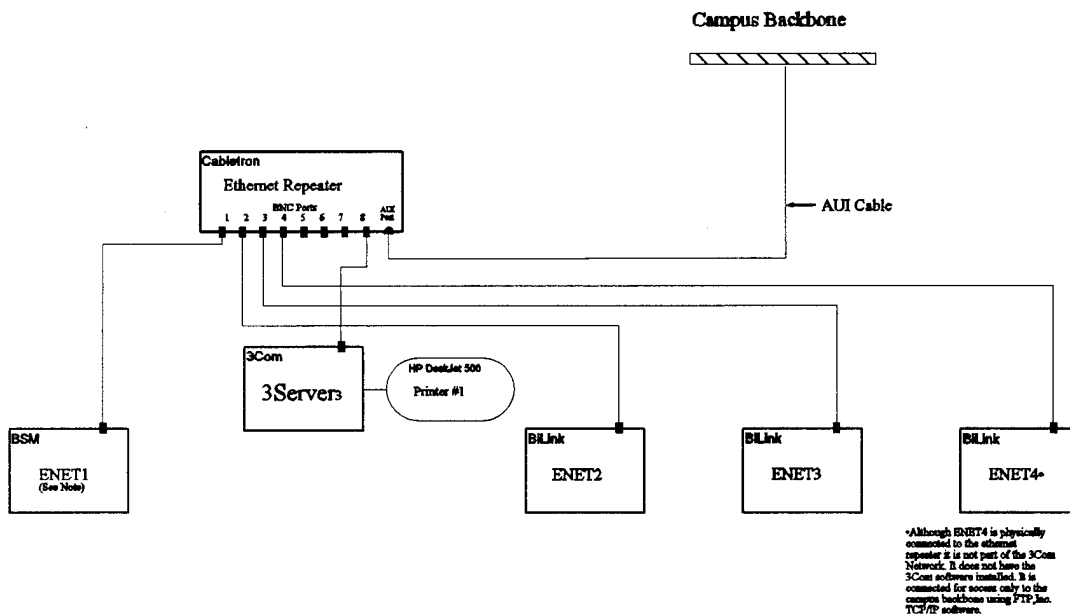 Campus Backbone
Cabletron
Ethernet Repeater
BNC Ports
AUI
Port
1 2 3 4 5 6 7 8
AUI Cable
3Com
3Server3
HP DeskJet 500
Printer #1
BSM
ENET1
(See Note)
BiLink
ENET2
BiLink
ENET3
BiLink
ENET4*
*Although ENET4 is physically
connected to the ethernet
repeater it is not part of the 3Com
Network. It does not have the
3Com software installed. It is
connected for access only to the
campus backbone using FTP,Inc.
TCP/IP software.